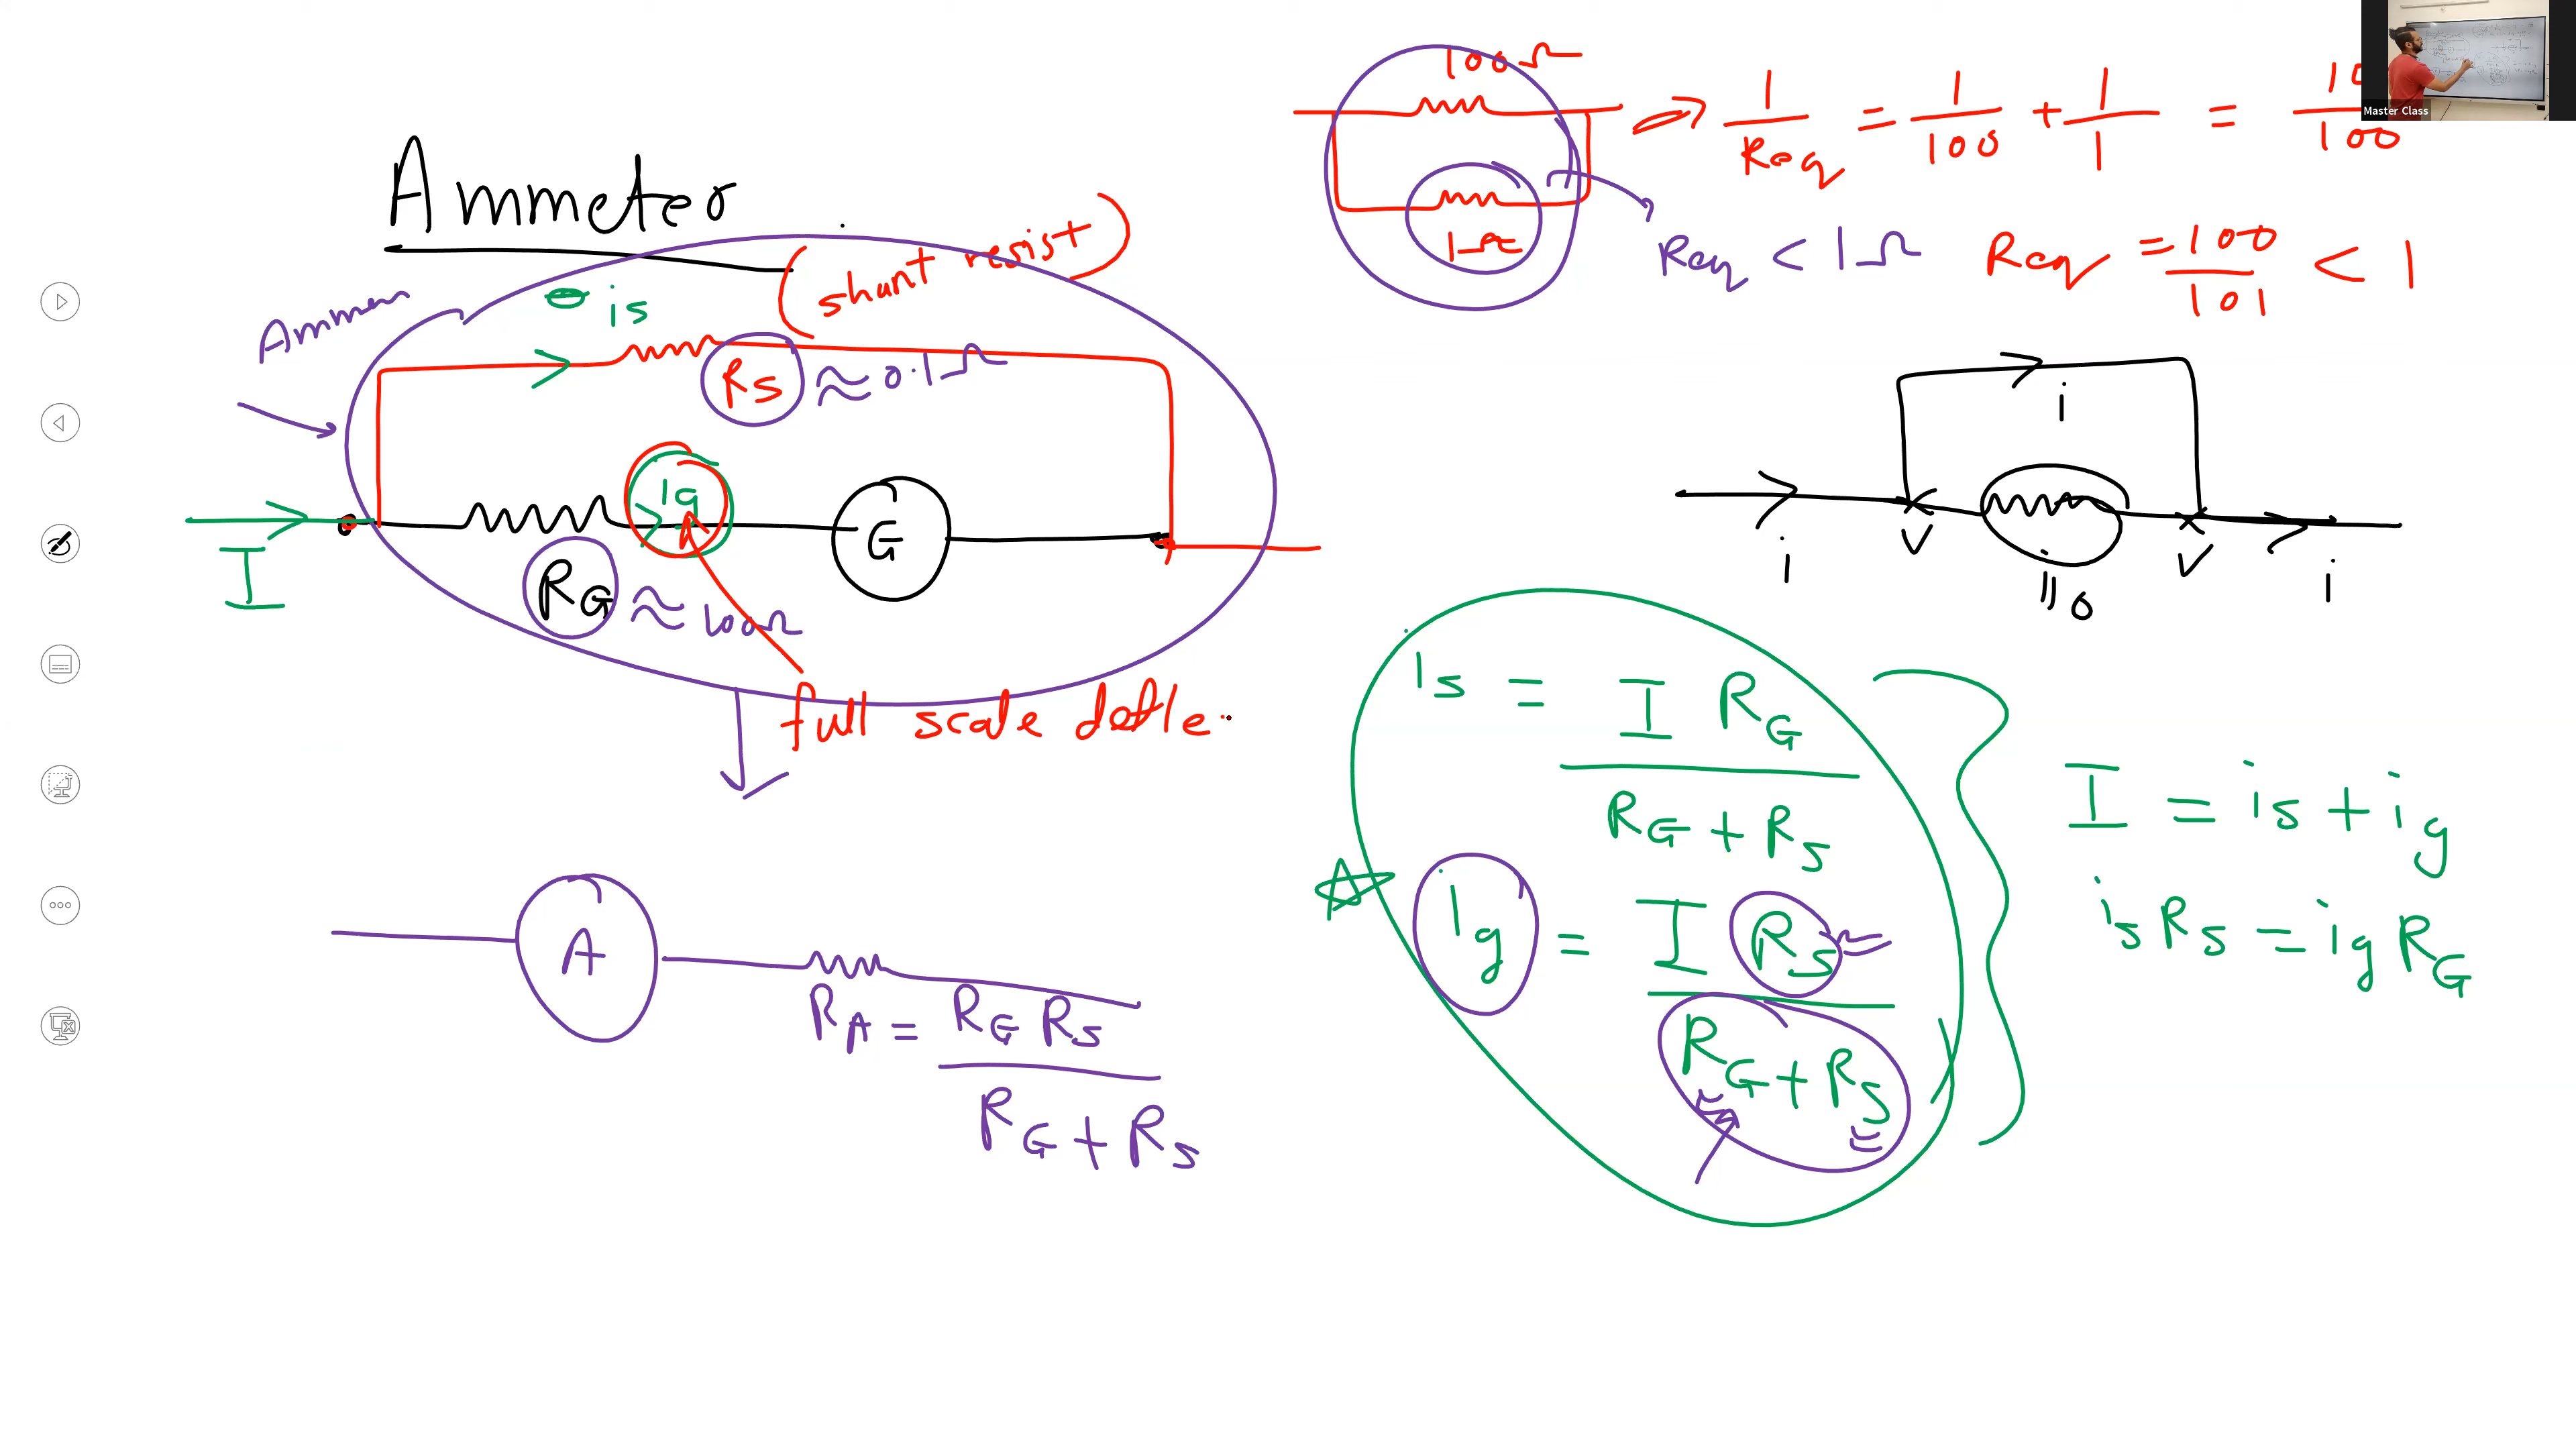 Ammeter
(shunt resist)
Ammer
is
RS ≈ 0.1Ω
ig
I
G
RG ≈ 100Ω
full scale defle.
A
RA = RG RS / RG + RS
100Ω
1Ω
1/Req = 1/100 + 1/1 = 10 /100
Master Class
Req < 1Ω
Req = 100/101 < 1
i
i
V
V
i
|| 0
is = I RG / RG + RS
ig = I RS / RG + RS
I = is + ig
is RS = ig RG